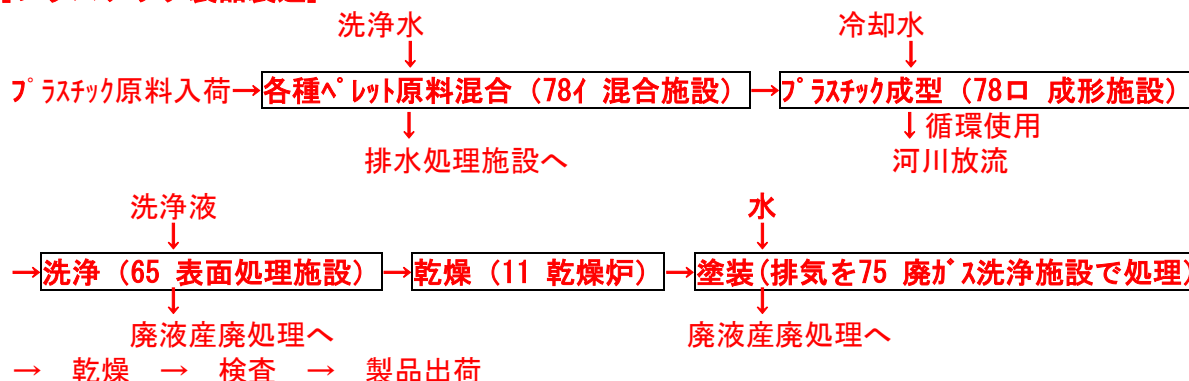 洗浄水 冷却水
ﾌﾟﾗｽﾁｯｸ原料入荷→各種ﾍﾟﾚｯﾄ原料混合（78ｲ 混合施設）→ﾌﾟﾗｽﾁｯｸ成型（78ロ 成形施設）
↓循環使用
排水処理施設へ 河川放流
洗浄液 水
→洗浄（65 表面処理施設）→乾燥（11 乾燥炉）→塗装(排気を75 廃ｶﾞｽ洗浄施設で処理)
廃液産廃処理へ 廃液産廃処理へ
→ 乾燥 → 検査 → 製品出荷